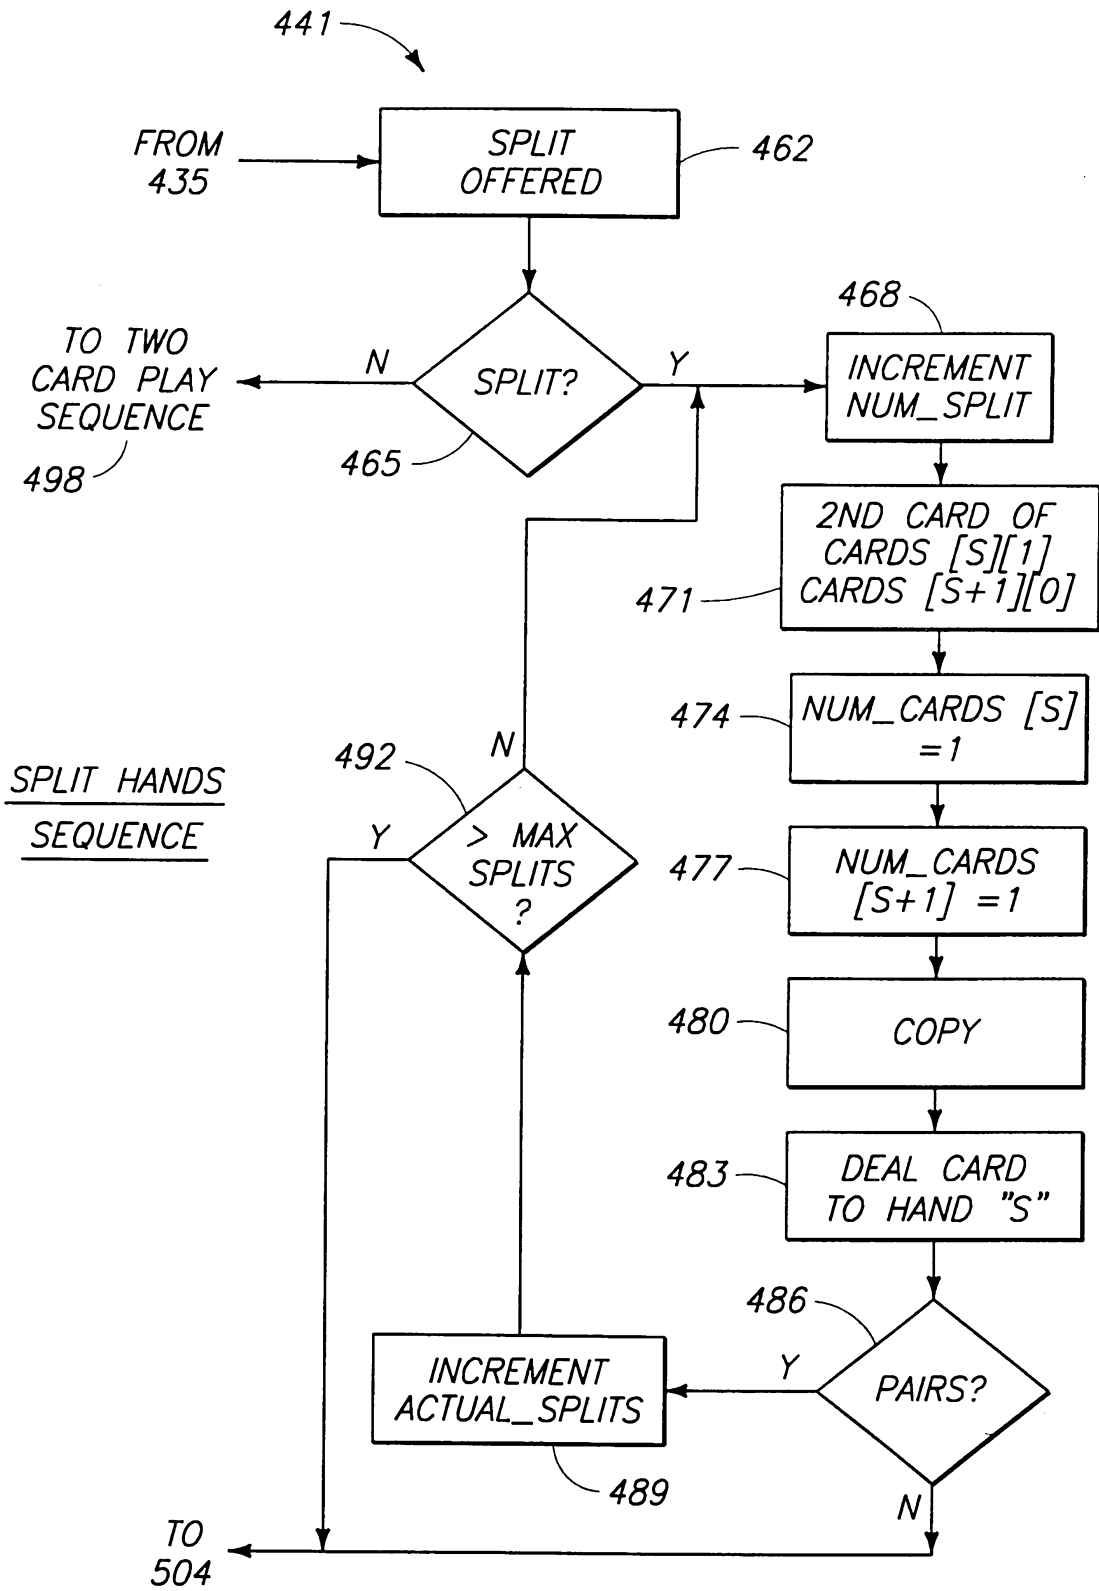 441
FROM
435
SPLIT
OFFERED
462
TO TWO
CARD PLAY
SEQUENCE
498
N
SPLIT?
Y
465
468
INCREMENT
NUM_SPLIT
2ND CARD OF
CARDS [S][1]
CARDS [S+1][0]
471
NUM_CARDS [S]
=1
474
NUM_CARDS
[S+1] =1
477
COPY
480
DEAL CARD
TO HAND "S"
483
486
PAIRS?
Y
N
INCREMENT
ACTUAL_SPLITS
489
492
> MAX
SPLITS
?
N
Y
SPLIT HANDS
SEQUENCE
TO
504